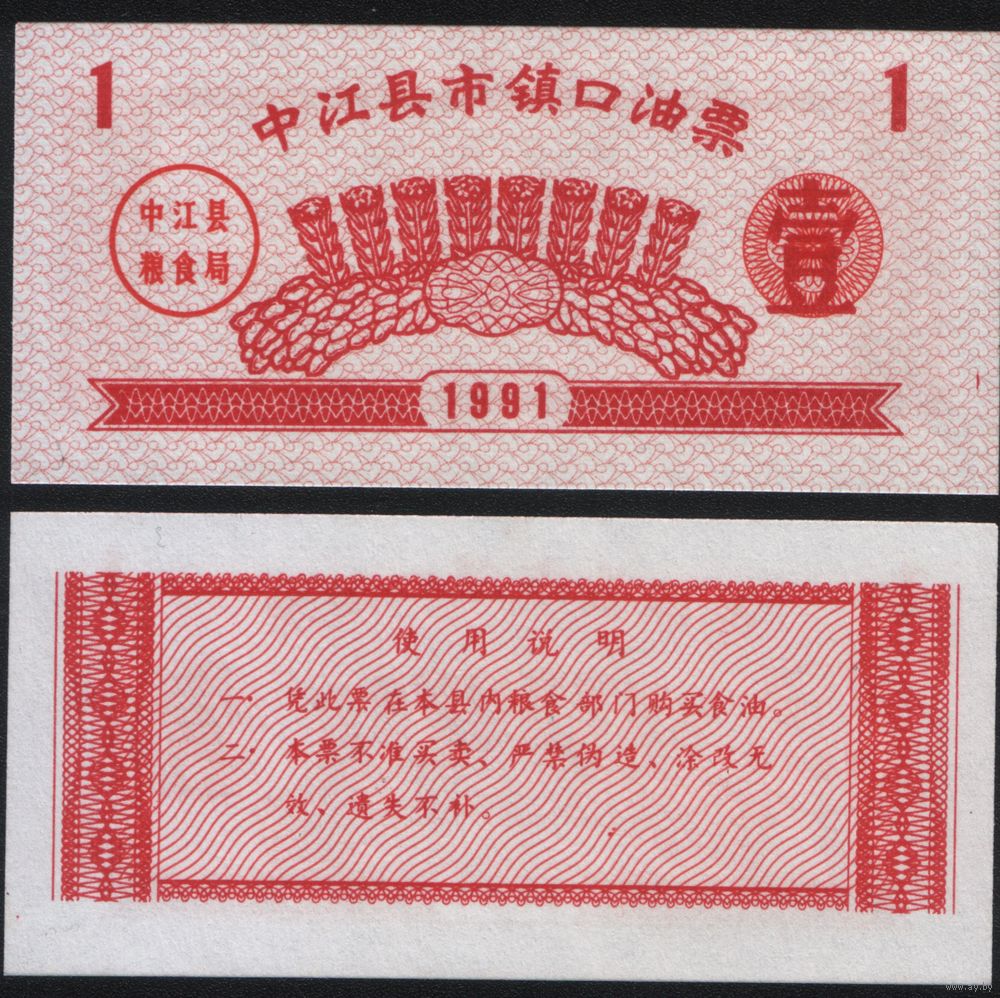 1 中江县市镇口油票 1
中江县
粮食局
壹
1991
使用说明
一. 凭此票在本县内粮食部门购买食油。
二. 本票不准买卖、严禁伪造、涂改无
效、遗失不补。
www.ay.by